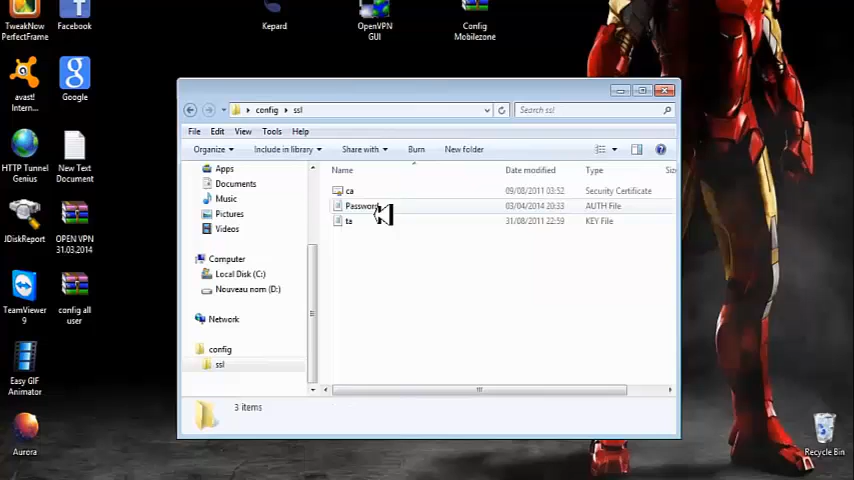 TweakNow
PerfectFrame
Facebook
Kepard
OpenVPN
GUI
Config
Mobilezone
avast!
Intern...
Google
HTTP Tunnel
Genius
New Text
Document
JDiskReport
OPEN VPN
31.03.2014
TeamViewer
9
config all
user
Easy GIF
Animator
Aurora
config ssl
Search ssl
File Edit View Tools Help
Organize Include in library Share with Burn New folder
Apps
Documents
Music
Pictures
Videos
Computer
Local Disk (C:)
Nouveau nom (D:)
Network
config
ssl
Name Date modified Type Siz
ca 09/08/2011 03:52 Security Certificate
Password 03/04/2014 20:33 AUTH File
ta 31/08/2011 22:59 KEY File
3 items
Recycle Bin